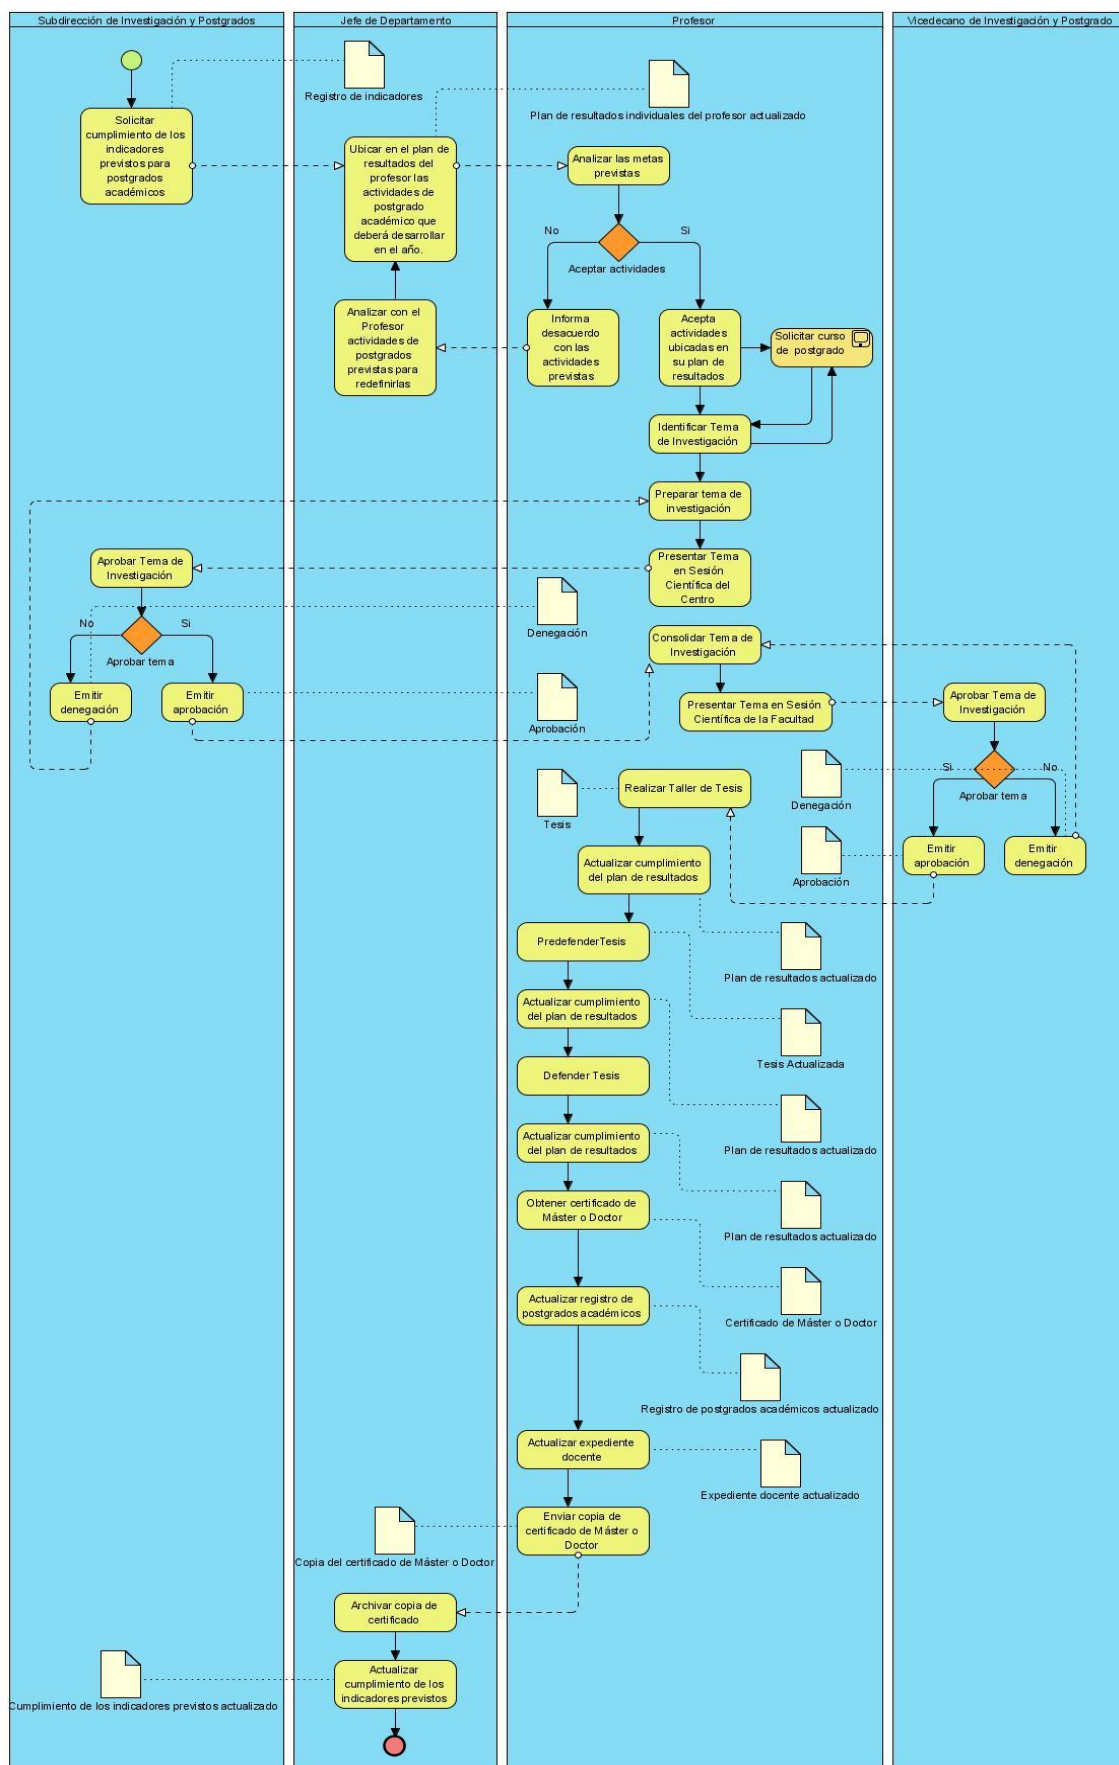 Subdirección de Investigación y Postgrados
Jefe de Departamento
Profesor
Vicedecano de Investigación y Postgrado
Registro de indicadores
Plan de resultados individuales del profesor actualizado
Solicitar
cumplimiento de los
indicadores
previstos para
postgrados
académicos
Ubicar en el plan de
resultados del
profesor las
actividades de
postgrado
académico que
deberá desarrollar
en el año.
Analizar las metas
previstas
No
Si
Aceptar actividades
Analizar con el
Profesor
actividades de
postgrados
previstas para
redefinirlas
Informa
desacuerdo
con las
actividades
previstas
Acepta
actividades
ubicadas en
su plan de
resultados
Solicitar curso
de postgrado
Identificar Tema
de Investigación
Preparar tema de
investigación
Aprobar Tema de
Investigación
Presentar Tema
en Sesión
Científica del
Centro
No
Si
Aprobar tema
Denegación
Emitir
denegación
Emitir
aprobación
Aprobación
Consolidar Tema de
Investigación
Presentar Tema en Sesión
Científica de la Facultad
Aprobar Tema de
Investigación
Si
No
Aprobar tema
Denegación
Emitir
aprobación
Emitir
denegación
Aprobación
Realizar Taller de Tesis
Tesis
Actualizar cumplimiento
del plan de resultados
Plan de resultados actualizado
PredefenderTesis
Actualizar cumplimiento
del plan de resultados
Tesis Actualizada
Defender Tesis
Plan de resultados actualizado
Actualizar cumplimiento
del plan de resultados
Plan de resultados actualizado
Obtener certificado de
Máster o Doctor
Certificado de Máster o Doctor
Actualizar registro de
postgrados académicos
Registro de postgrados académicos actualizado
Actualizar expediente
docente
Expediente docente actualizado
Enviar copia de
certificado de Máster o
Doctor
Copia del certificado de Máster o Doctor
Archivar copia de
certificado
Actualizar
cumplimiento de los
indicadores previstos
Cumplimiento de los indicadores previstos actualizado